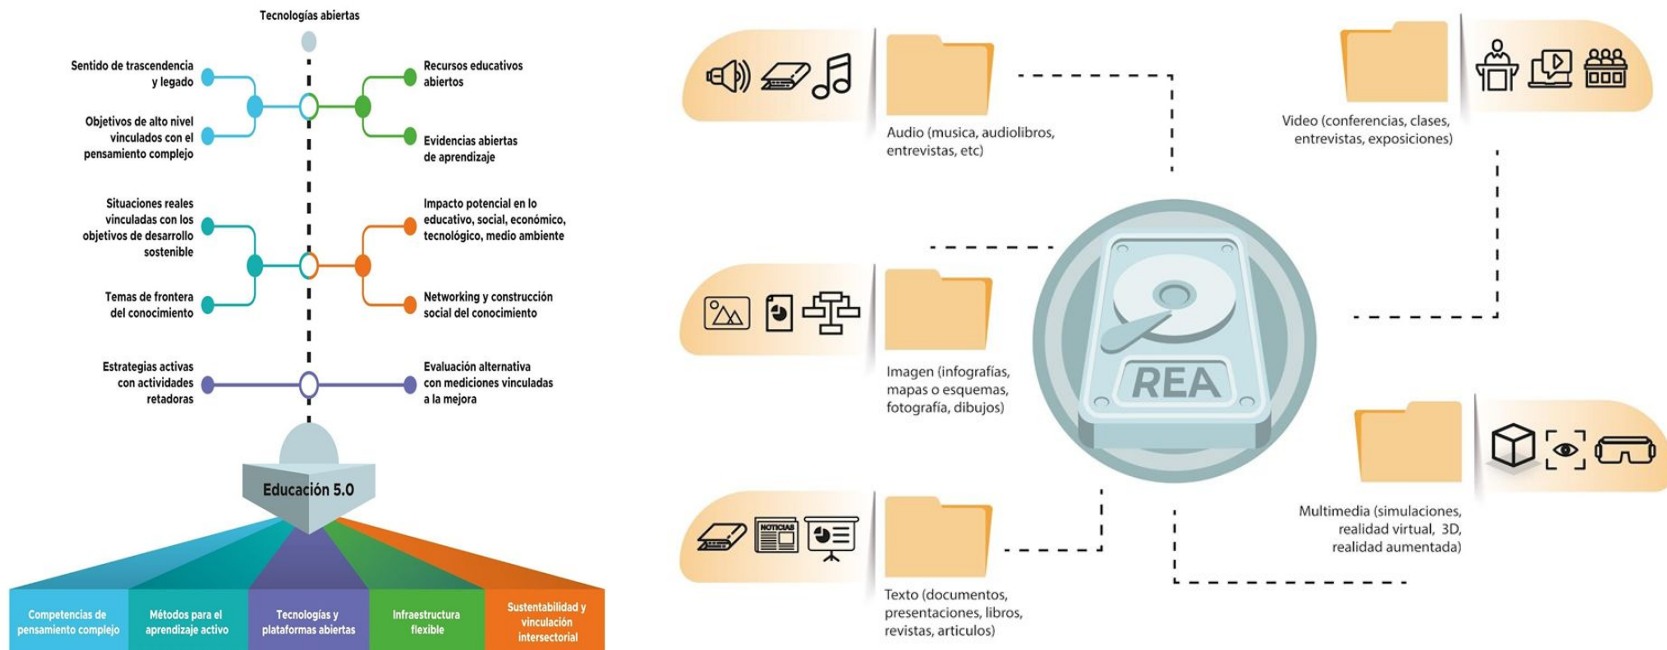 Tecnologías abiertas
Sentido de trascendencia
y legado
Recursos educativos
abiertos
Objetivos de alto nivel
vinculados con el
pensamiento complejo
Evidencias abiertas
de aprendizaje
Situaciones reales
vinculadas con los
objetivos de desarrollo
sostenible
Impacto potencial en lo
educativo, social, económico,
tecnológico, medio ambiente
Temas de frontera
del conocimiento
Networking y construcción
social del conocimiento
Estrategias activas
con actividades
retadoras
Evaluación alternativa
con mediciones vinculadas
a la mejora
Educación 5.0
Competencias de
pensamiento complejo
Métodos para el
aprendizaje activo
Tecnologías y
plataformas abiertas
Infraestructura
flexible
Sustentabilidad y
vinculación
intersectorial
Audio (musica, audiolibros,
entrevistas, etc)
Video (conferencias, clases,
entrevistas, exposiciones)
Imagen (infografías,
mapas o esquemas,
fotografía, dibujos)
REA
Multimedia (simulaciones,
realidad virtual, 3D,
realidad aumentada)
NOTICIAS
Texto (documentos,
presentaciones, libros,
revistas, articulos)